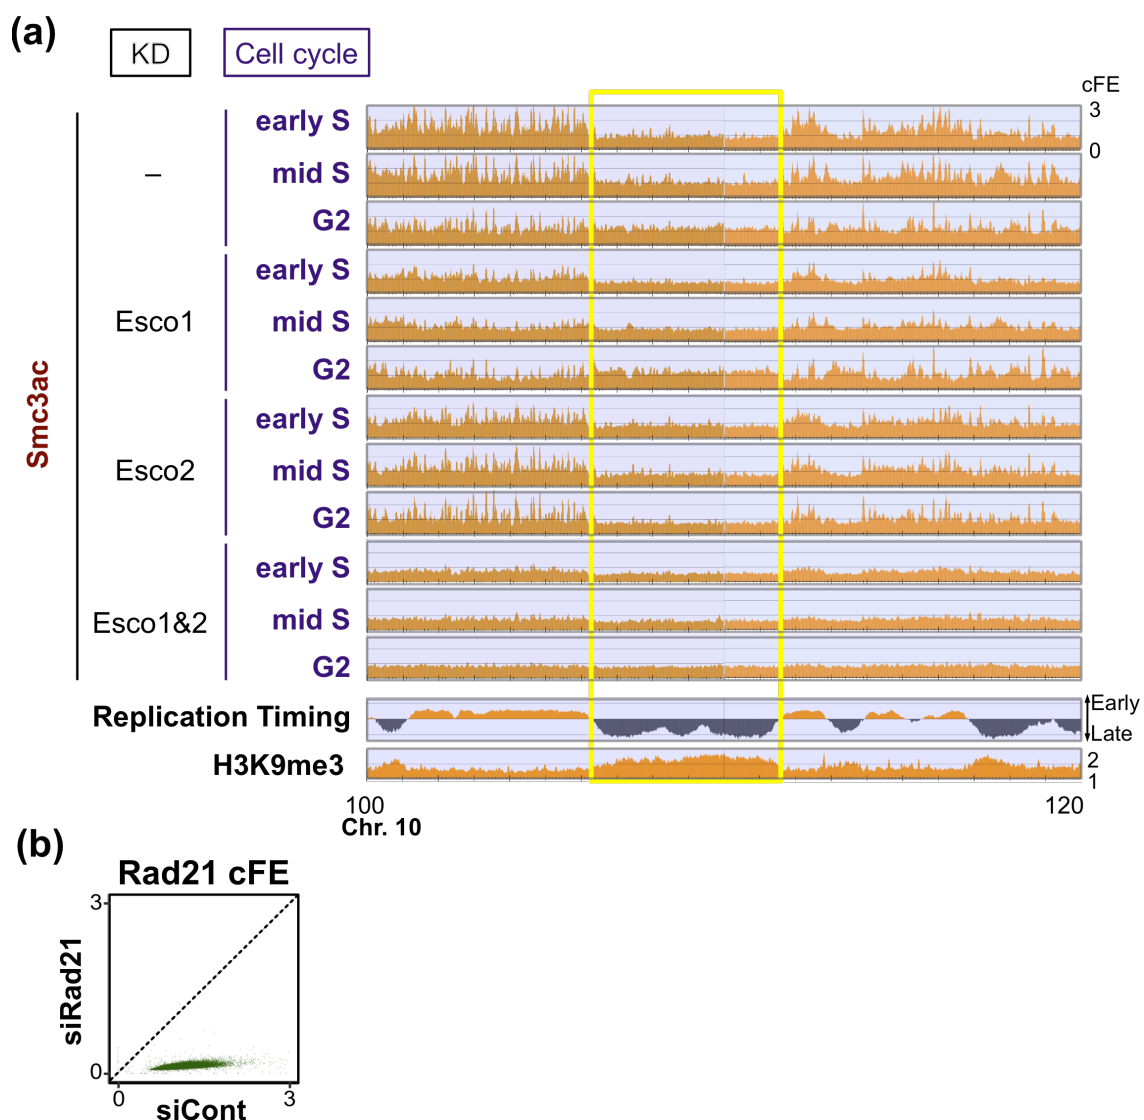 (a)
KD
Cell cycle
cFE
3
0
Smc3ac
–
early S
mid S
G2
Esco1
early S
mid S
G2
Esco2
early S
mid S
G2
Esco1&2
early S
mid S
G2
Replication Timing
Early
Late
H3K9me3
2
1
100
120
Chr. 10
(b)
Rad21 cFE
3
siRad21
0
0
3
siCont